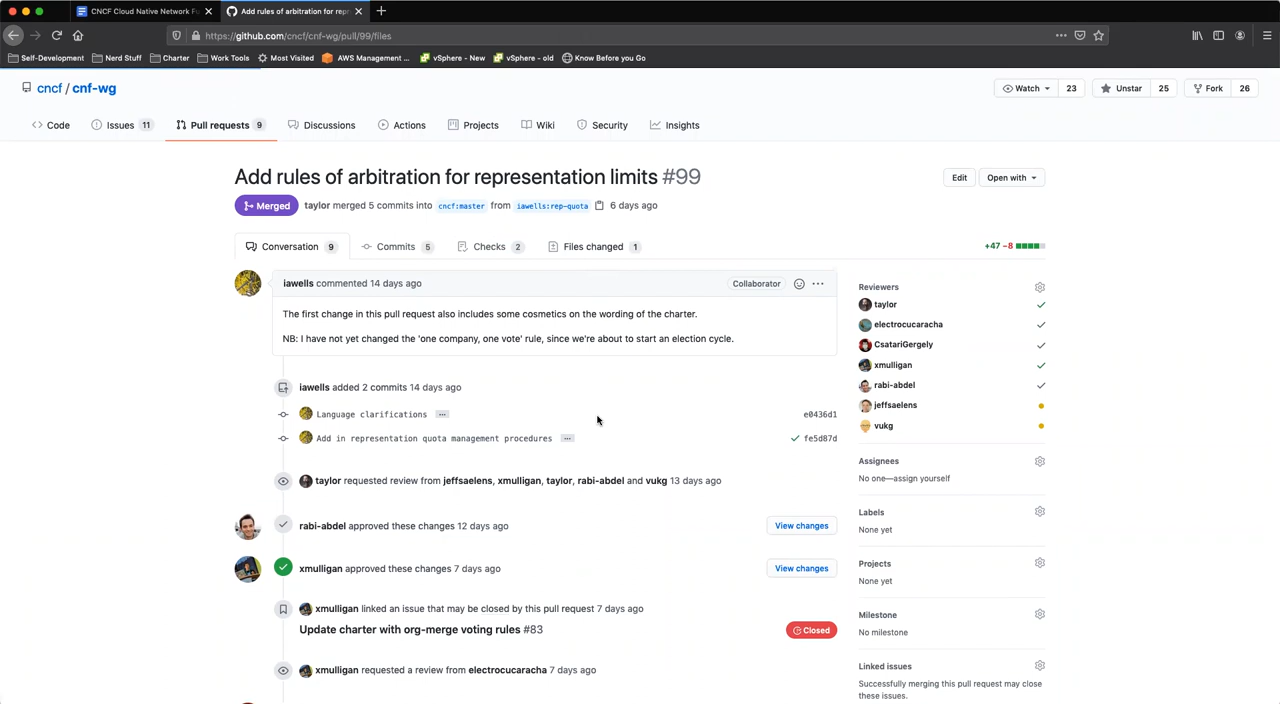 CNCF Cloud Native Network Fu
Add rules of arbitration for repr
https://github.com/cncf/cnf-wg/pull/99/files
Self-Development Nerd Stuff Charter Work Tools Most Visited AWS Management ... vSphere - New vSphere - old Know Before you Go
cncf / cnf-wg
Watch 23 Unstar 25 Fork 26
Code Issues 11 Pull requests 9 Discussions Actions Projects Wiki Security Insights
Add rules of arbitration for representation limits #99
Edit Open with
Merged taylor merged 5 commits into cncf:master from iawells:rep-quota 6 days ago
Conversation 9 Commits 5 Checks 2 Files changed 1
+47 −8
iawells commented 14 days ago
Collaborator ...
The first change in this pull request also includes some cosmetics on the wording of the charter.
NB: I have not yet changed the 'one company, one vote' rule, since we're about to start an election cycle.
iawells added 2 commits 14 days ago
Language clarifications ... e0436d1
Add in representation quota management procedures ... fe5d87d
taylor requested review from jeffsaelens, xmulligan, taylor, rabi-abdel and vukg 13 days ago
rabi-abdel approved these changes 12 days ago
View changes
xmulligan approved these changes 7 days ago
View changes
xmulligan linked an issue that may be closed by this pull request 7 days ago
Update charter with org-merge voting rules #83
Closed
xmulligan requested a review from electrocucaracha 7 days ago
Reviewers
taylor
electrocucaracha
CsatariGergely
xmulligan
rabi-abdel
jeffsaelens
vukg
Assignees
No one—assign yourself
Labels
None yet
Projects
None yet
Milestone
No milestone
Linked issues
Successfully merging this pull request may close
these issues.